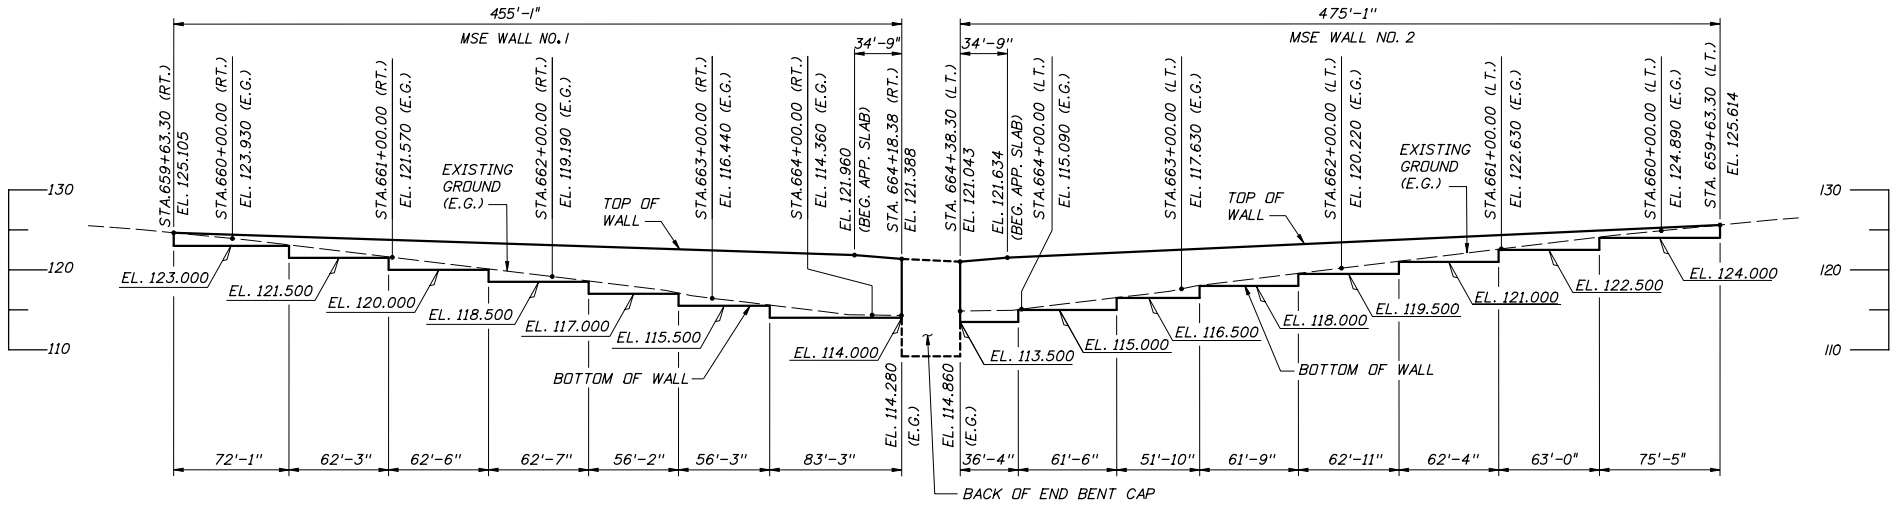 455'-1"
475'-1"
MSE WALL NO.1
MSE WALL NO. 2
34'-9"
34'-9"
STA.659+63.30 (RT.)
EL. 125.105
STA.660+00.00 (RT.)
EL. 123.930 (E.G.)
STA.661+00.00 (RT.)
EL. 121.570 (E.G.)
STA.662+00.00 (RT.)
EL. 119.190 (E.G.)
STA.663+00.00 (RT.)
EL. 116.440 (E.G.)
STA.664+00.00 (RT.)
EL. 114.360 (E.G.)
EL. 121.960
(BEG. APP. SLAB)
STA. 664+18.38 (RT.)
EL. 121.388
STA. 664+38.30 (LT.)
EL. 121.043
EL. 121.634
(BEG. APP. SLAB)
STA.664+00.00 (LT.)
EL. 115.090 (E.G.)
STA.663+00.00 (LT.)
EL. 117.630 (E.G.)
STA.662+00.00 (LT.)
EL. 120.220 (E.G.)
STA.661+00.00 (LT.)
EL. 122.630 (E.G.)
STA.660+00.00 (LT.)
EL. 124.890 (E.G.)
STA. 659+63.30 (LT.)
EL. 125.614
EXISTING
GROUND
(E.G.)
TOP OF
WALL
TOP OF
WALL
EXISTING
GROUND
(E.G.)
130
120
110
130
120
110
EL. 123.000
EL. 121.500
EL. 120.000
EL. 118.500
EL. 117.000
EL. 115.500
EL. 114.000
EL. 113.500
EL. 115.000
EL. 116.500
EL. 118.000
EL. 119.500
EL. 121.000
EL. 122.500
EL. 124.000
BOTTOM OF WALL
BOTTOM OF WALL
EL. 114.280
(E.G.)
EL. 114.860
(E.G.)
72'-1"
62'-3"
62'-6"
62'-7"
56'-2"
56'-3"
83'-3"
36'-4"
61'-6"
51'-10"
61'-9"
62'-11"
62'-4"
63'-0"
75'-5"
BACK OF END BENT CAP